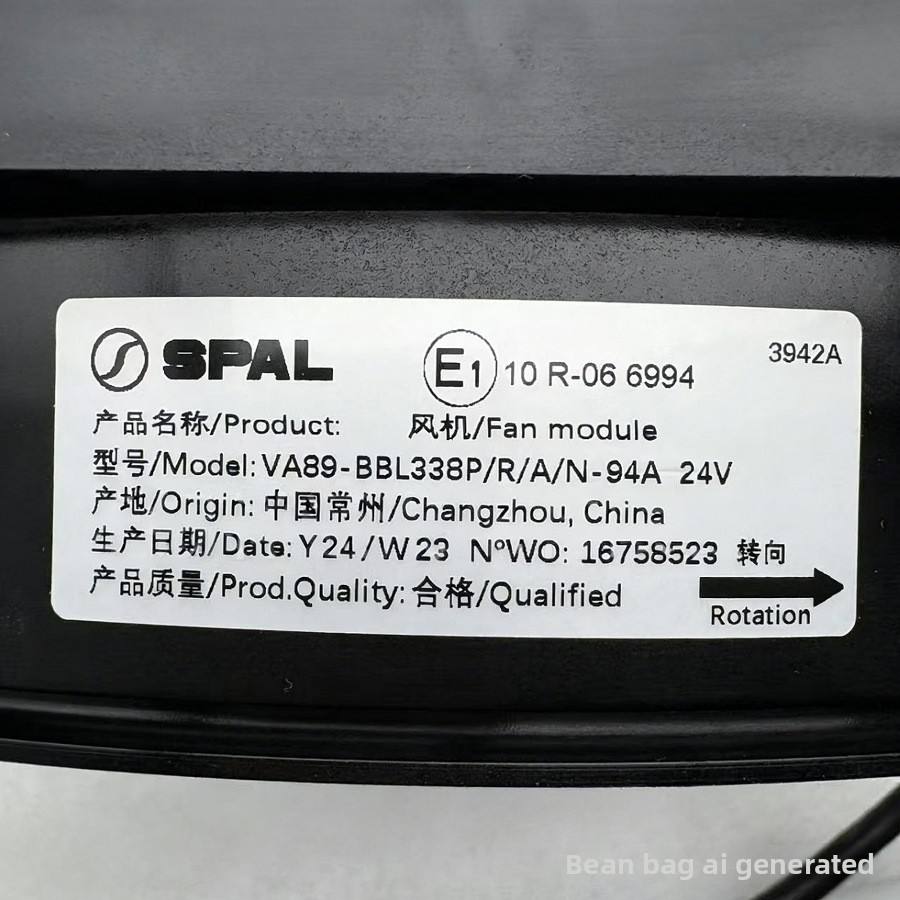 SPAL E1 10 R-06 6994 3942A
产品名称/Product: 风机/Fan module
型号/Model: VA89-BBL338P/R/A/N-94A 24V
产地/Origin: 中国常州/Changzhou, China
生产日期/Date: Y24/W23 N°WO: 16758523 转向
产品质量/Prod.Quality: 合格/Qualified
Rotation
Bean bag ai generated